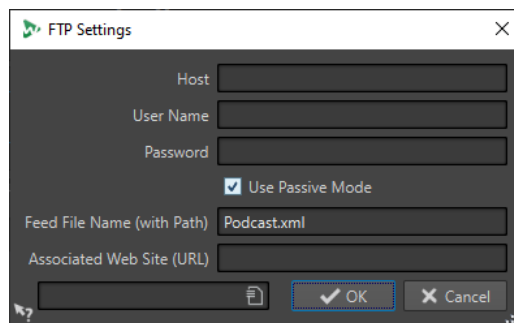 FTP Settings
Host
User Name
Password
Use Passive Mode
Feed File Name (with Path) Podcast.xml
Associated Web Site (URL)
OK Cancel